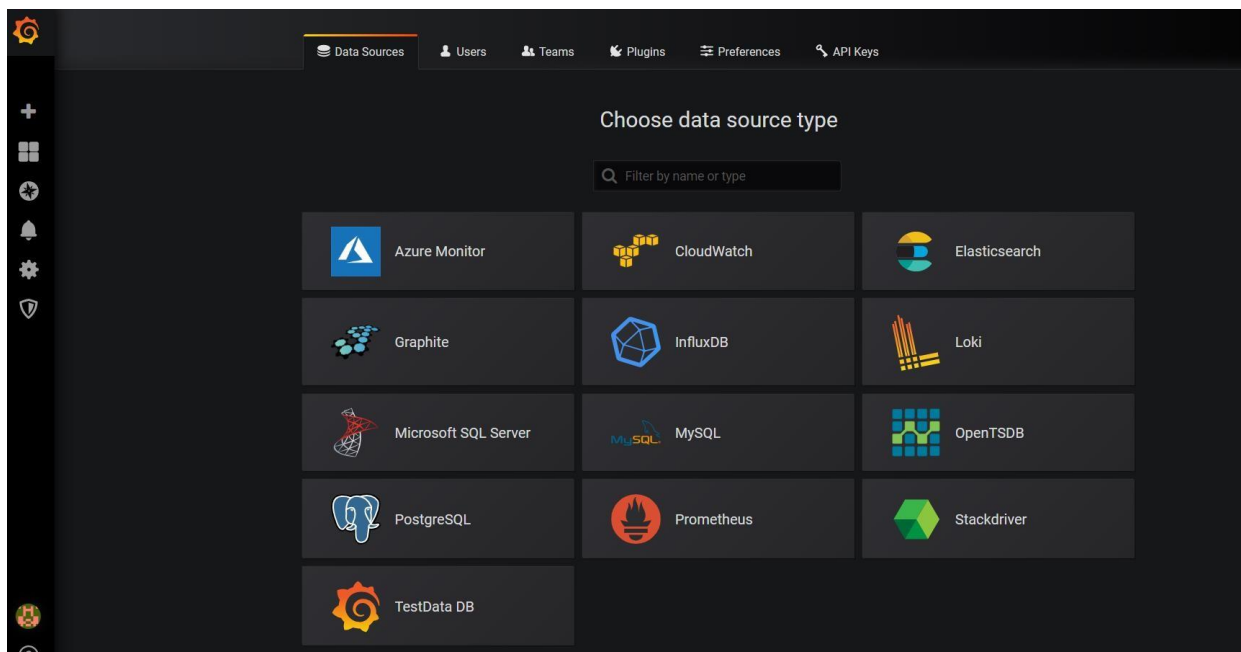 Data Sources Users Teams Plugins Preferences API Keys
Choose data source type
Filter by name or type
Azure Monitor CloudWatch Elasticsearch
Graphite InfluxDB Loki
Microsoft SQL Server MySQL MySQL OpenTSDB
PostgreSQL Prometheus Stackdriver
TestData DB